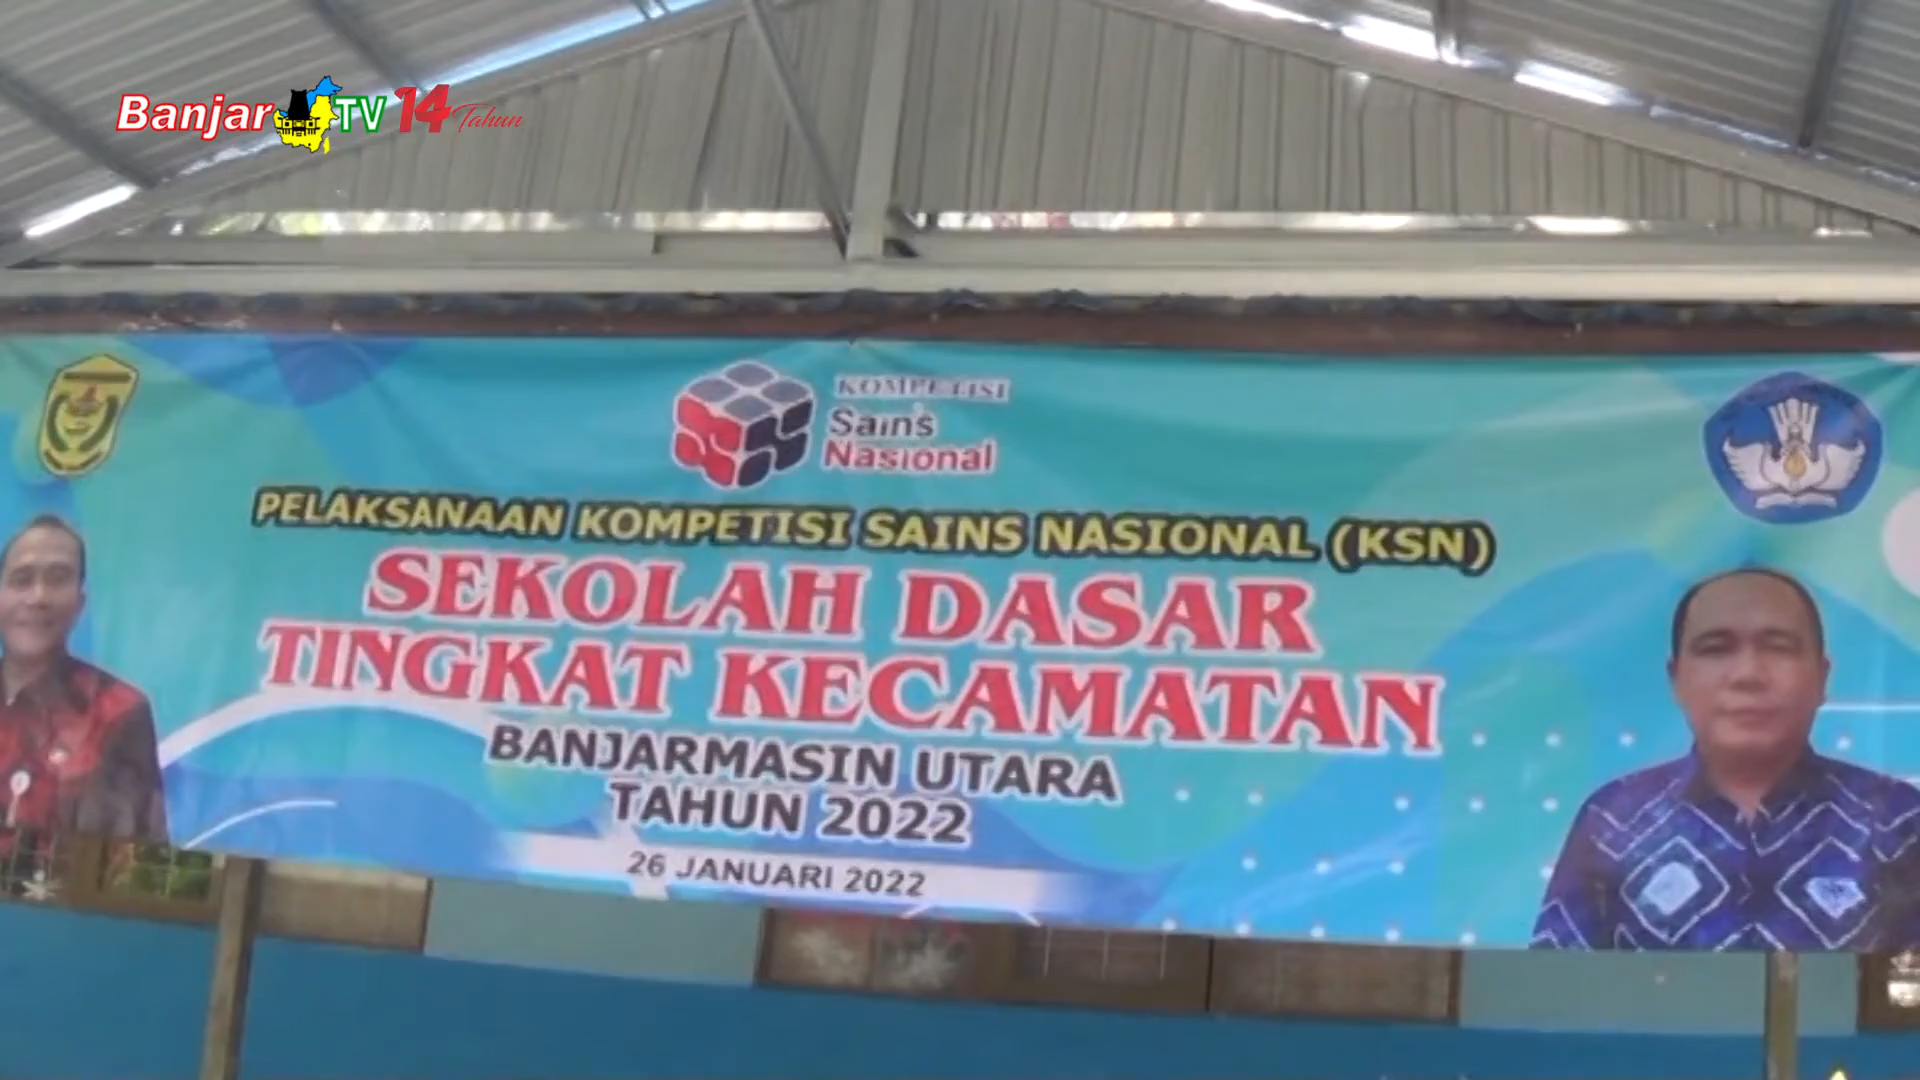 Banjar TV 14 Tahun
KOMPETISI
Sains
Nasional
PELAKSANAAN KOMPETISI SAINS NASIONAL (KSN)
SEKOLAH DASAR
TINGKAT KECAMATAN
BANJARMASIN UTARA
TAHUN 2022
26 JANUARI 2022